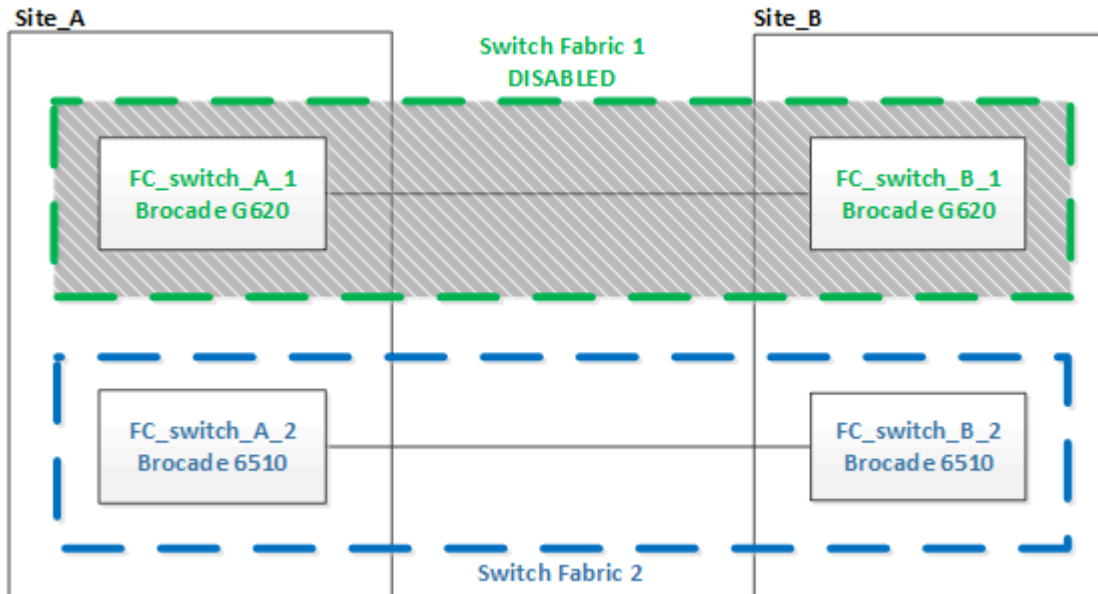 Site_A
Site_B
Switch Fabric 1
DISABLED
FC_switch_A_1
Brocade G620
FC_switch_B_1
Brocade G620
FC_switch_A_2
Brocade 6510
FC_switch_B_2
Brocade 6510
Switch Fabric 2